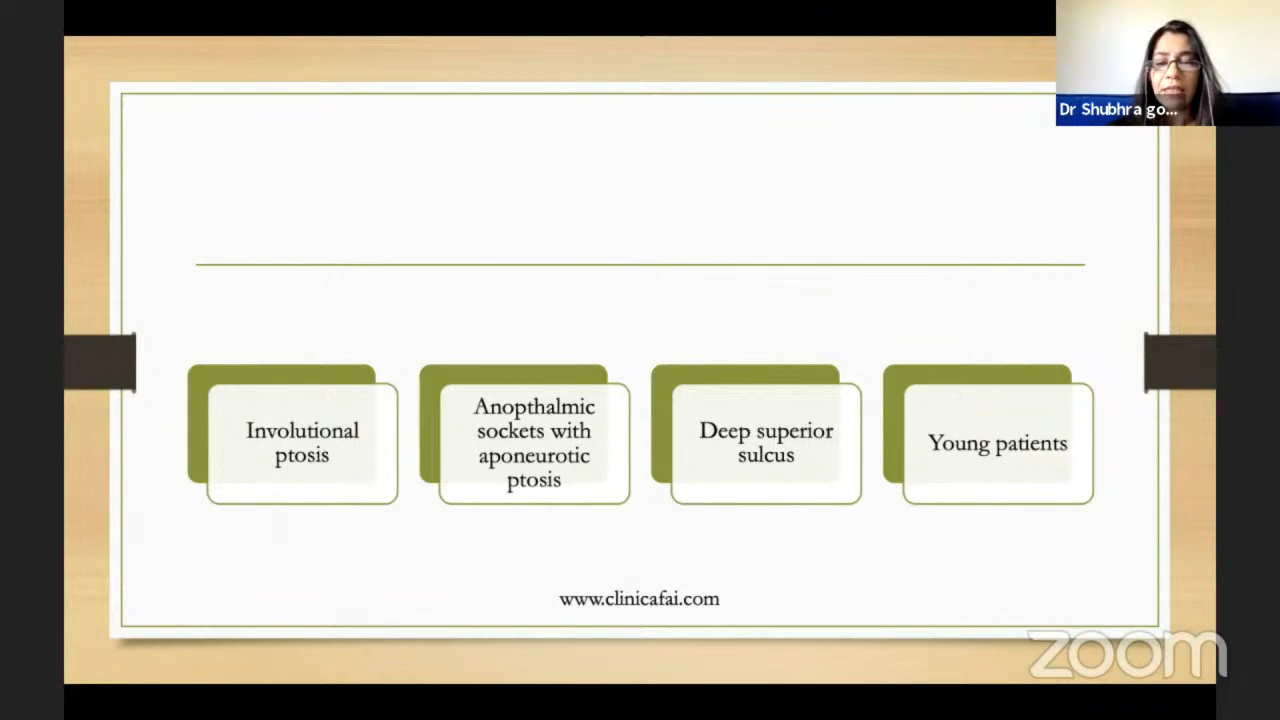 Dr Shubhra go...
Involutional
ptosis
Anopthalmic
sockets with
aponeurotic
ptosis
Deep superior
sulcus
Young patients
www.clinicafai.com
zoom